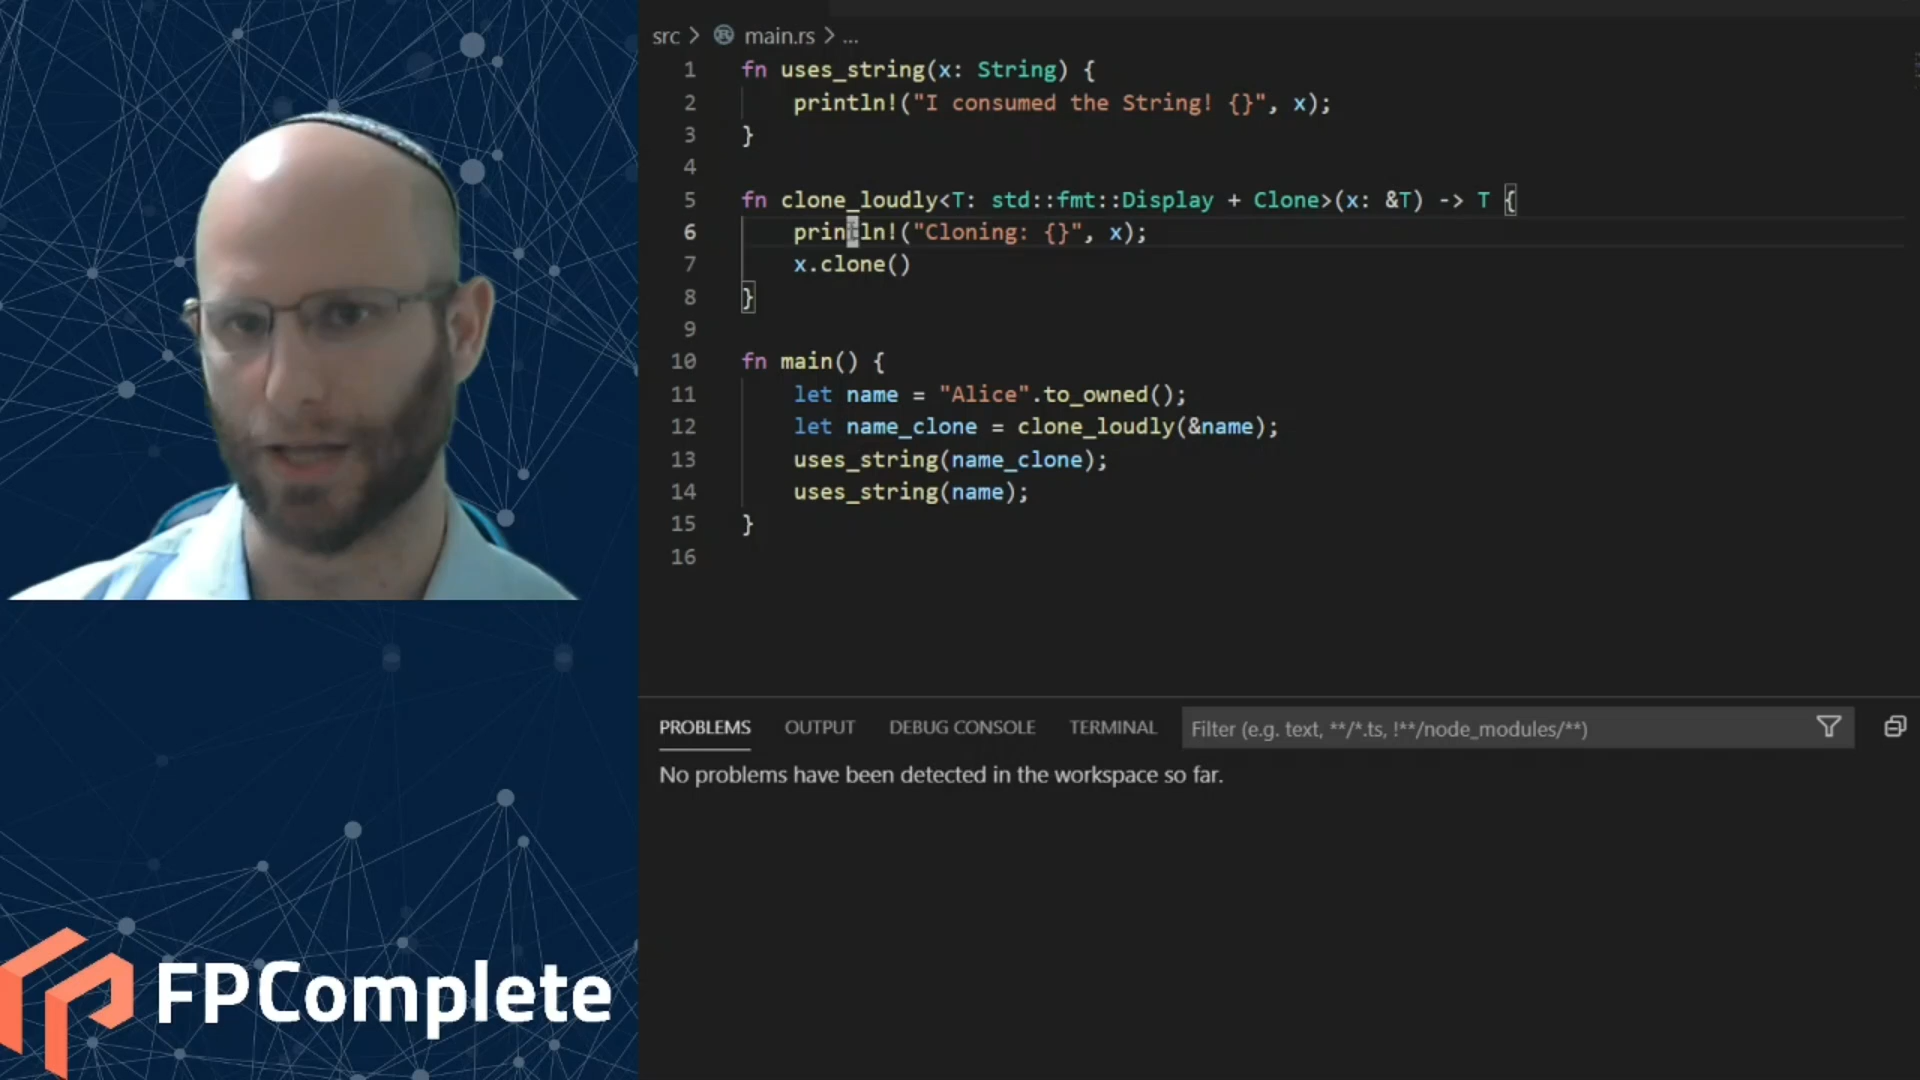 src > main.rs > ...
1 fn uses_string(x: String) {
2     println!("I consumed the String! {}", x);
3 }
4
5 fn clone_loudly<T: std::fmt::Display + Clone>(x: &T) -> T {
6     println!("Cloning: {}", x);
7     x.clone()
8 }
9
10 fn main() {
11     let name = "Alice".to_owned();
12     let name_clone = clone_loudly(&name);
13     uses_string(name_clone);
14     uses_string(name);
15 }
16
PROBLEMS OUTPUT DEBUG CONSOLE TERMINAL Filter (e.g. text, **/*.ts, !**/node_modules/**)
No problems have been detected in the workspace so far.
FPComplete